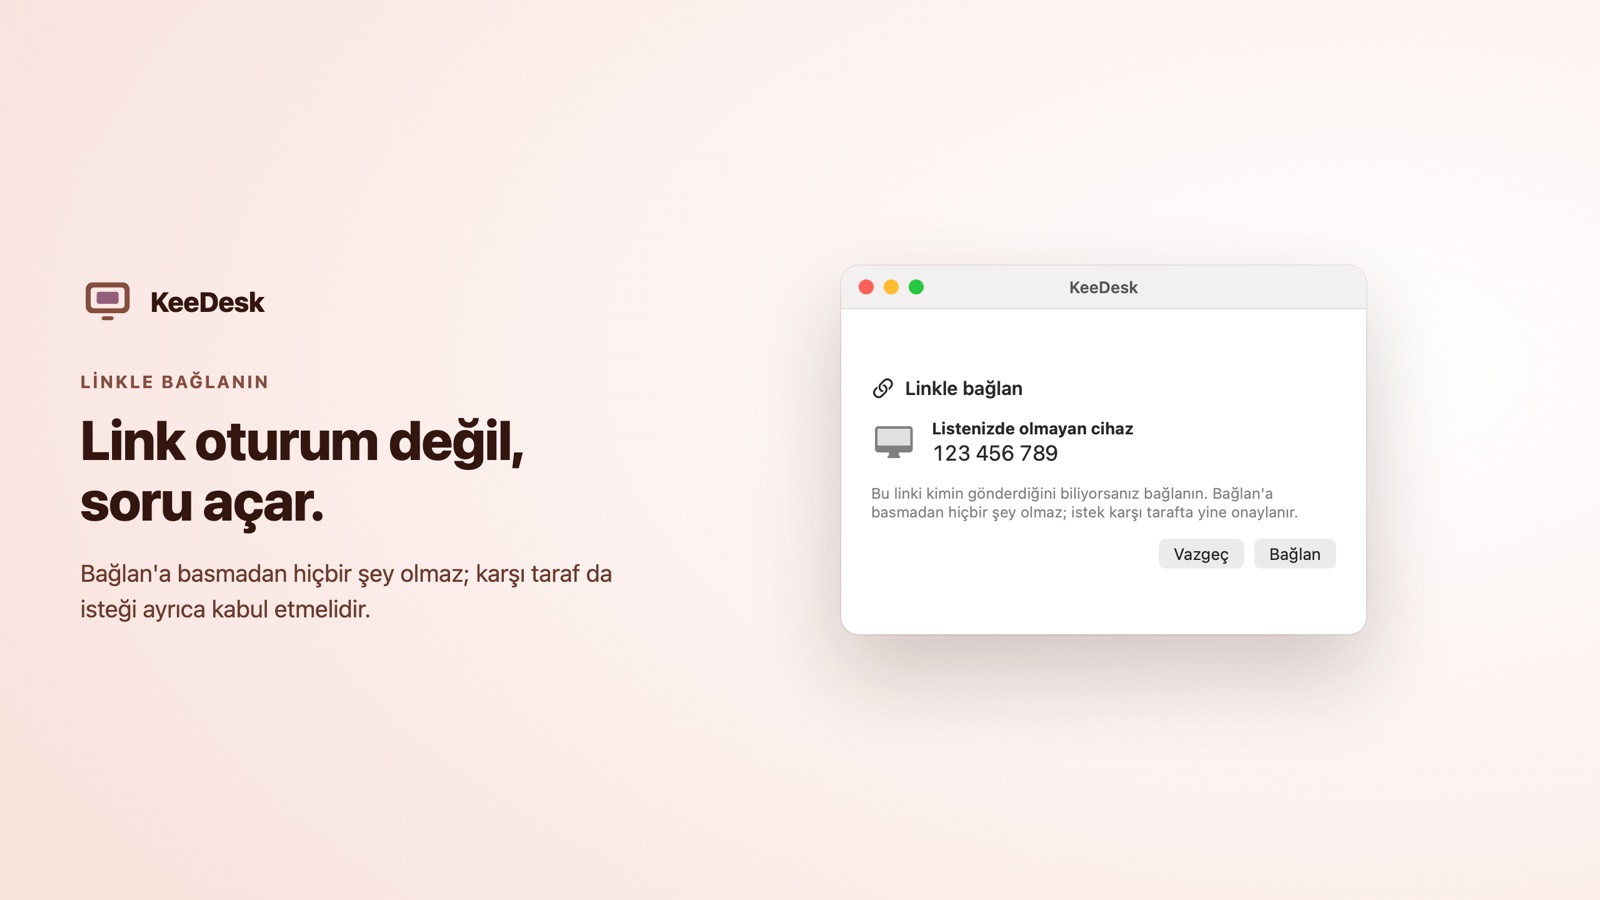 KeeDesk
LİNKLE BAĞLANIN
Link oturum değil,
soru açar.
Bağlan'a basmadan hiçbir şey olmaz; karşı taraf da
isteği ayrıca kabul etmelidir.
KeeDesk
Linkle bağlan
Listenizde olmayan cihaz
123 456 789
Bu linki kimin gönderdiğini biliyorsanız bağlanın. Bağlan'a
basmadan hiçbir şey olmaz; istek karşı tarafta yine onaylanır.
Vazgeç
Bağlan